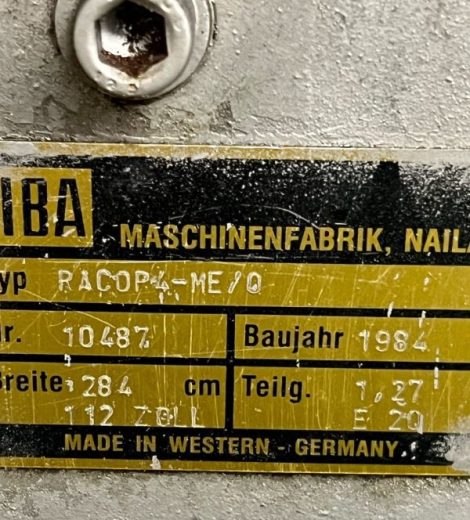 IBA
MASCHINENFABRIK, NAILA
yp RACOP4-ME/0
r. 10487 Baujahr 1984
Breite 284 cm Teilg. 1,27
112 ZOLL E 20
MADE IN WESTERN - GERMANY